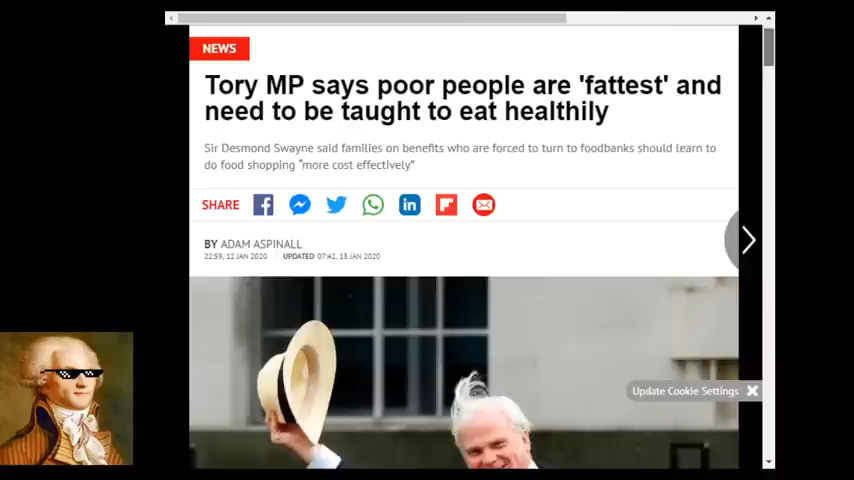 NEWS
Tory MP says poor people are 'fattest' and
need to be taught to eat healthily
Sir Desmond Swayne said families on benefits who are forced to turn to foodbanks should learn to
do food shopping “more cost effectively”
SHARE
BY ADAM ASPINALL
22:59, 12 JAN 2020 UPDATED 07:42, 13 JAN 2020
Update Cookie Settings